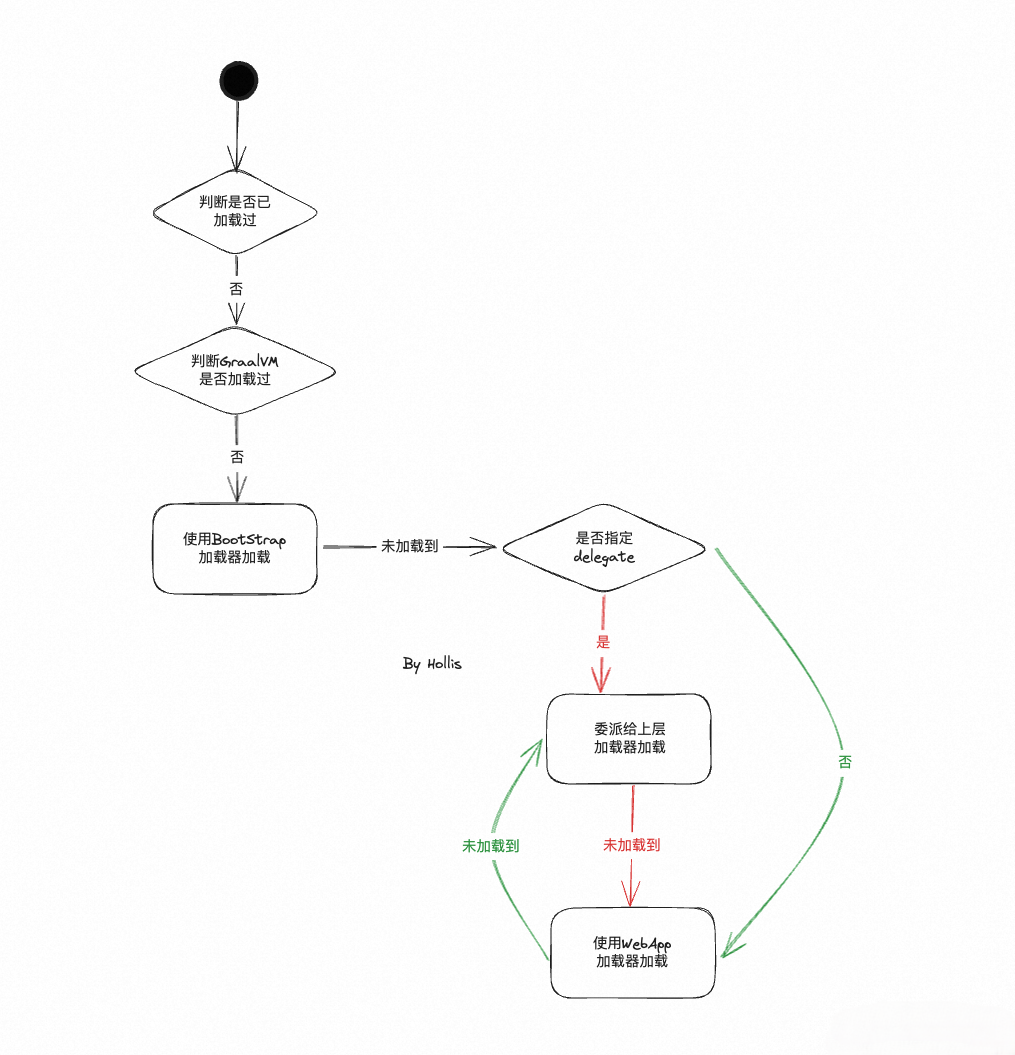 判断是否已
加载过
否
判断GraalVM
是否加载过
否
使用BootStrap
加载器加载
未加载到
是否指定
delegate
是
By Hollis
委派给上层
加载器加载
否
未加载到
未加载到
使用WebApp
加载器加载